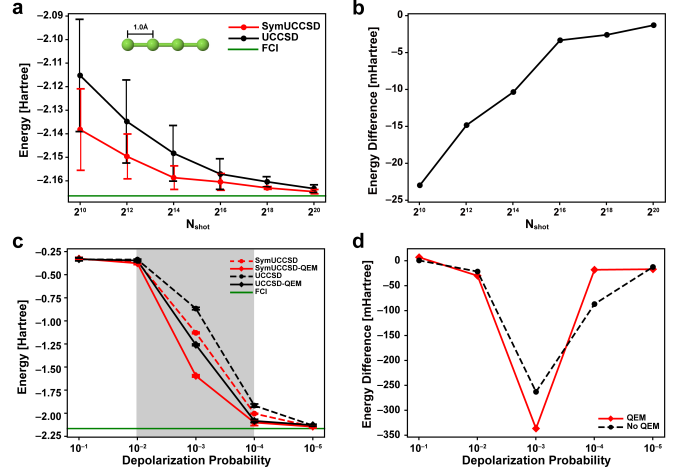 a
1.0Å
SymUCCSD
UCCSD
FCI
Energy [Hartree]
−2.09
−2.10
−2.11
−2.12
−2.13
−2.14
−2.15
−2.16
2^10 2^12 2^14 2^16 2^18 2^20
N_shot
b
Energy Difference [mHartree]
0
−5
−10
−15
−20
−25
2^10 2^12 2^14 2^16 2^18 2^20
N_shot
c
SymUCCSD
SymUCCSD-QEM
UCCSD
UCCSD-QEM
FCI
Energy [Hartree]
−0.25
−0.50
−0.75
−1.00
−1.25
−1.50
−1.75
−2.00
−2.25
10^−1 10^−2 10^−3 10^−4 10^−5
Depolarization Probability
d
Energy Difference [mHartree]
0
−50
−100
−150
−200
−250
−300
−350
QEM
No QEM
10^−1 10^−2 10^−3 10^−4 10^−5
Depolarization Probability